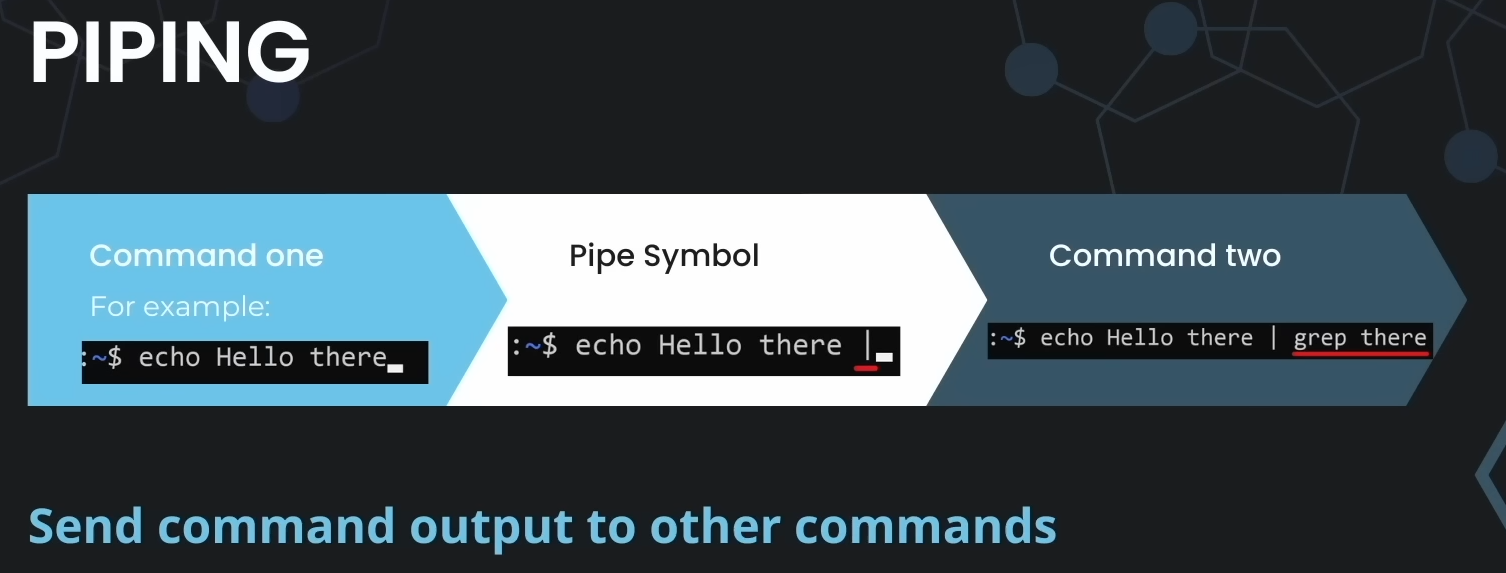 PIPING
Command one
For example:
:~$ echo Hello there
Pipe Symbol
:~$ echo Hello there |
Command two
:~$ echo Hello there | grep there
Send command output to other commands